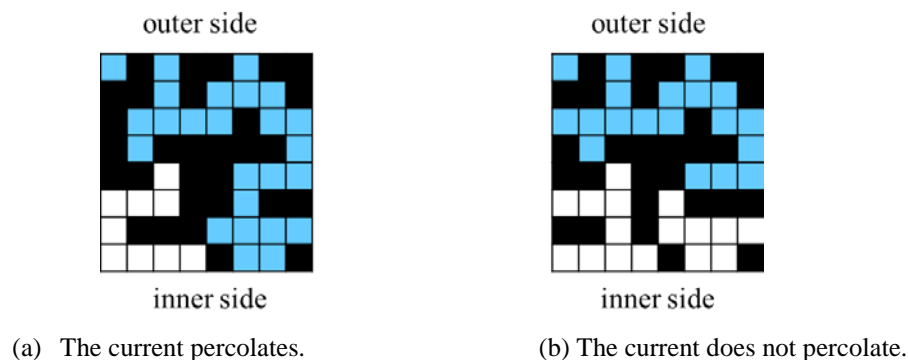 outer side
outer side
inner side
inner side
(a) The current percolates.
(b) The current does not percolate.